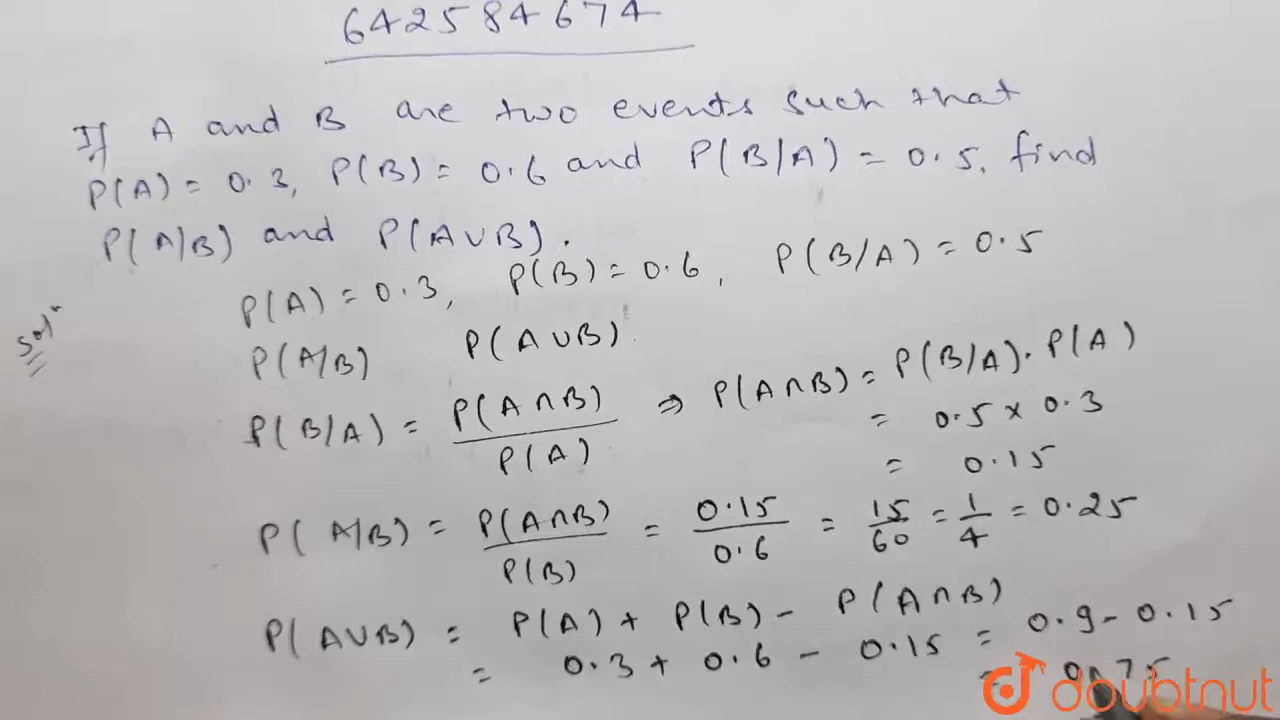 642584674
If A and B are two events such that
P(A) = 0.3, P(B) = 0.6 and P(B/A) = 0.5, find
P(A/B) and P(A∪B).
Solⁿ
P(A) = 0.3, P(B) = 0.6, P(B/A) = 0.5
P(A/B) P(A∪B)
P(B/A) = P(A∩B) / P(A) ⇒ P(A∩B) = P(B/A). P(A)
= 0.5 × 0.3
= 0.15
P(A/B) = P(A∩B) / P(B) = 0.15 / 0.6 = 15 / 60 = 1 / 4 = 0.25
P(A∪B) = P(A) + P(B) - P(A∩B)
= 0.3 + 0.6 - 0.15 = 0.9 - 0.15
=
doubtnut